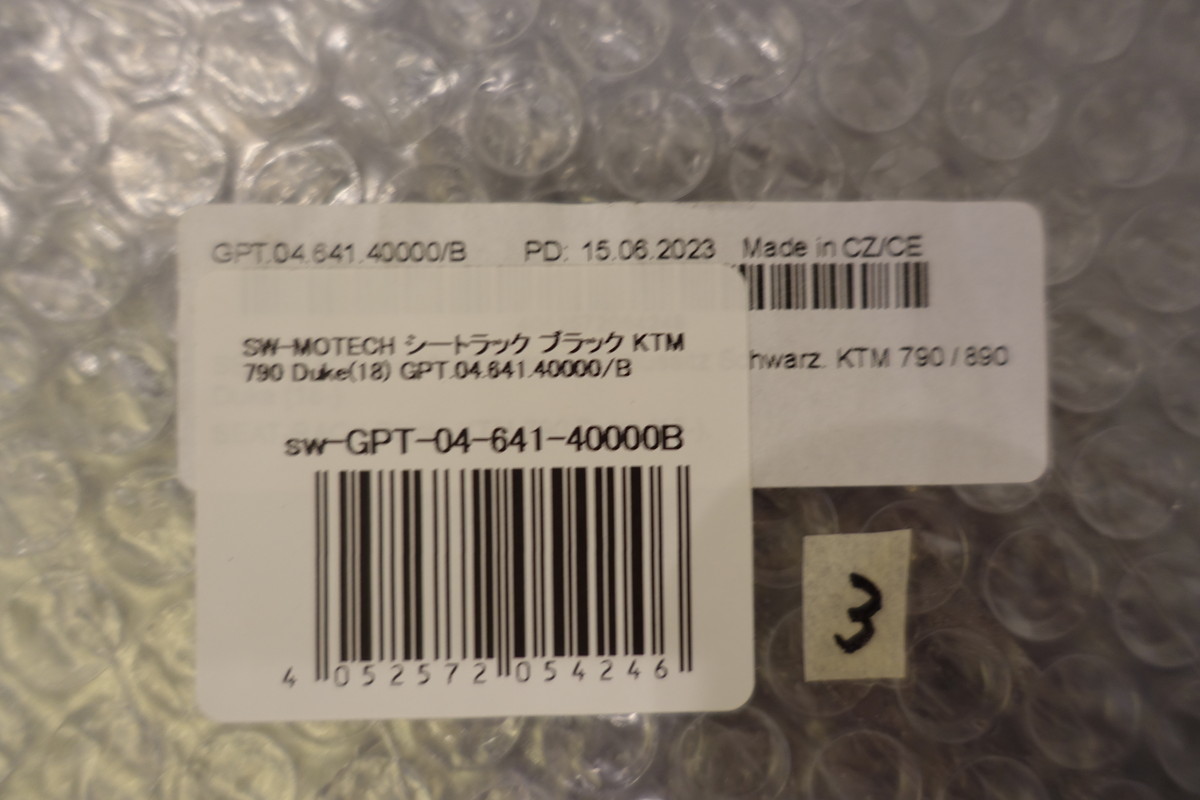 GPT.04.641.40000/B PD: 15.06.2023 Made in CZ/CE
SW-MOTECH シートラック ブラック KTM
790 Duke(18) GPT.04.641.40000/B
hwarz. KTM 790 / 890
sw-GPT-04-641-40000B
4 052572 054246
3